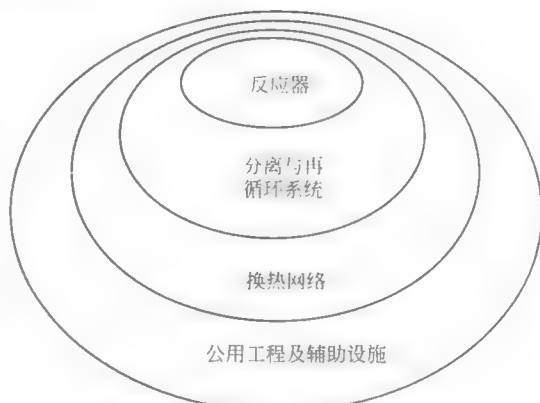 反应器
分离与再
循环系统
换热网络
公用工程及辅助设施